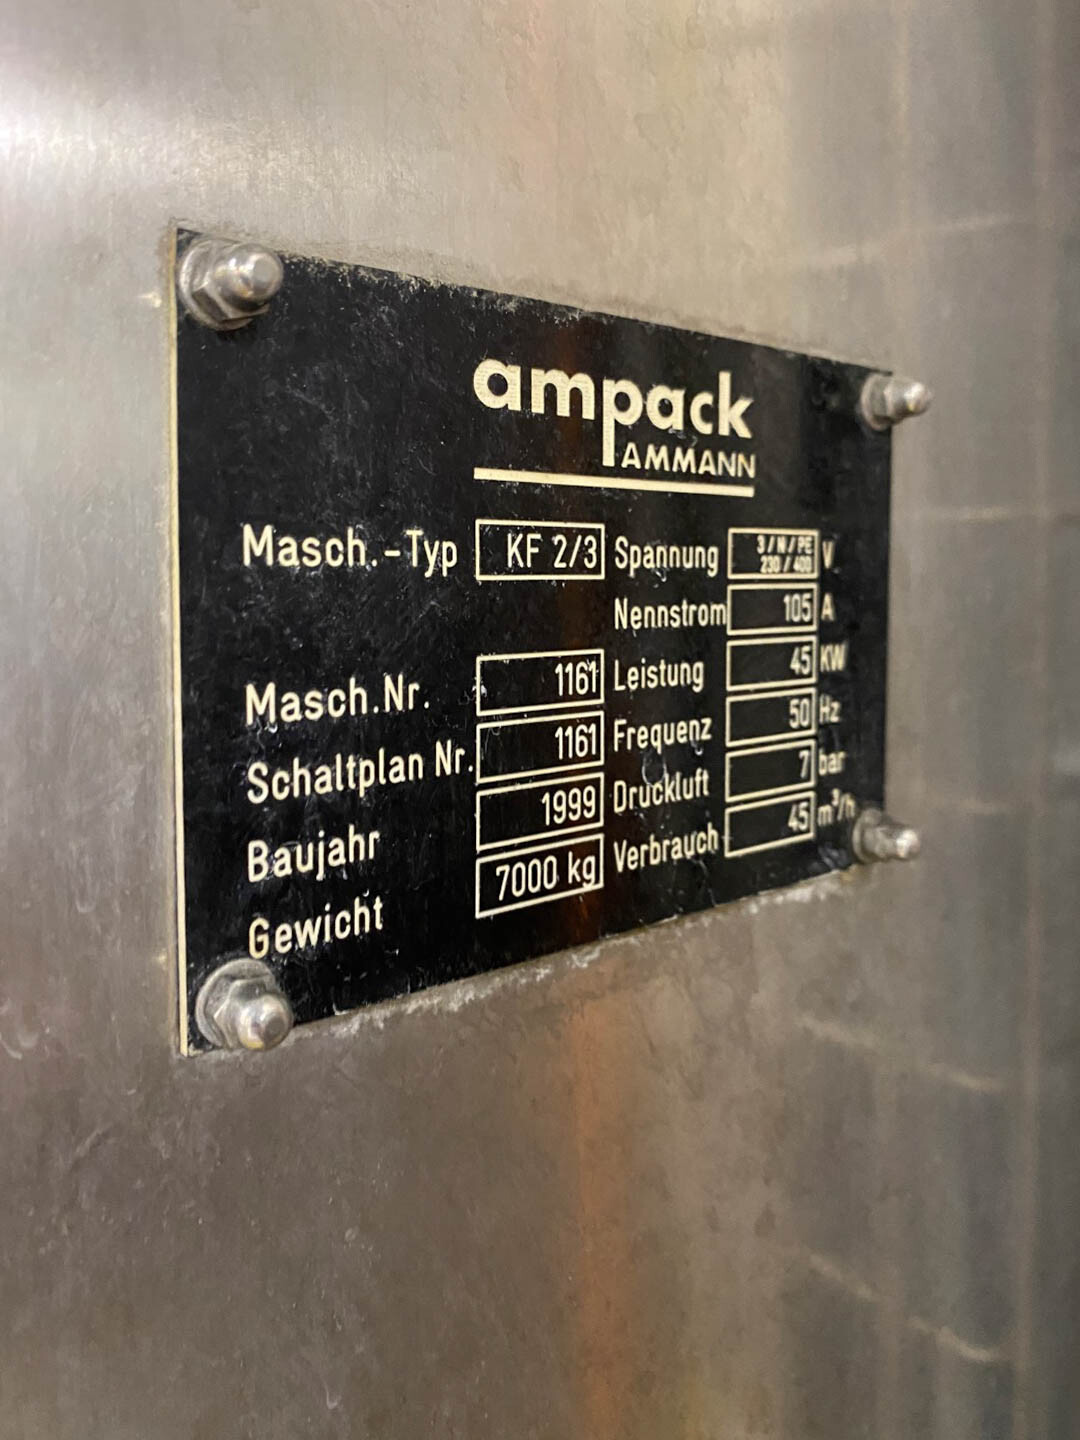 ampack
AMMANN
Masch.-Typ KF 2/3
Masch.Nr. 1161
Schaltplan Nr. 1161
Baujahr 1999
Gewicht 7000 kg
Spannung 3/N/PE 230/400 V
Nennstrom 105 A
Leistung 45 KW
Frequenz 50 Hz
Druckluft 7 bar
Verbrauch 45 m³/h